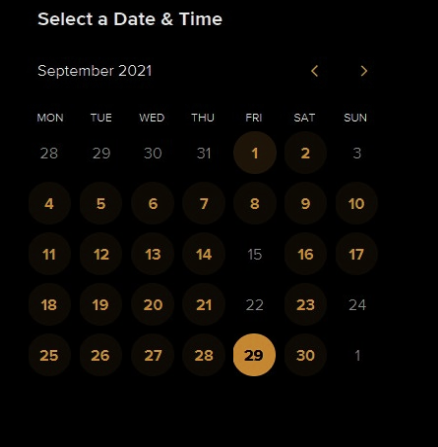 Select a Date & Time
September 2021
MON TUE WED THU FRI SAT SUN
28 29 30 31 1 2 3
4 5 6 7 8 9 10
11 12 13 14 15 16 17
18 19 20 21 22 23 24
25 26 27 28 29 30 1